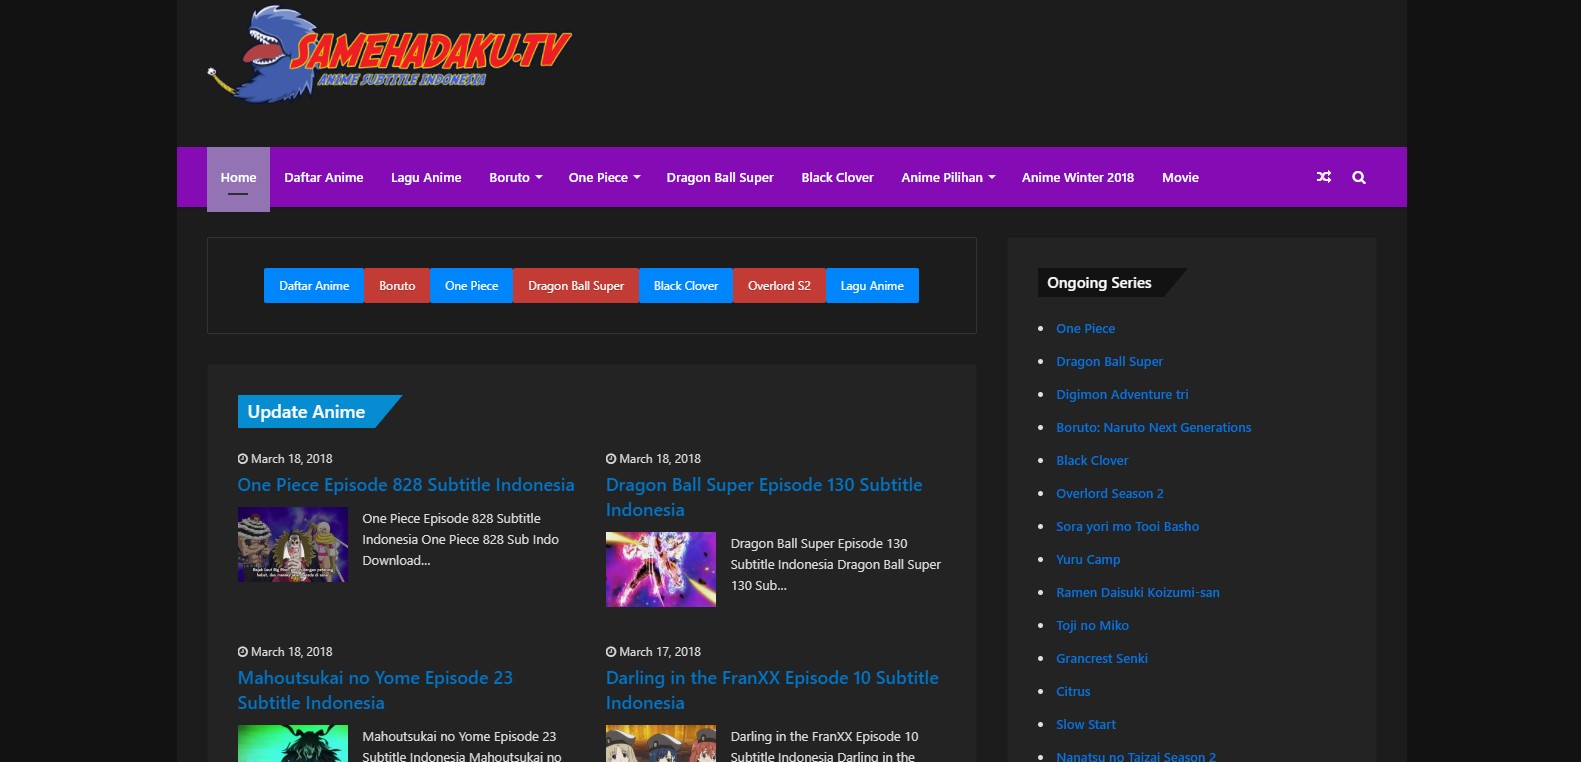 SAMEHADAKU.TV
ANIME SUBTITLE INDONESIA
Home Daftar Anime Lagu Anime Boruto One Piece Dragon Ball Super Black Clover Anime Pilihan Anime Winter 2018 Movie
Daftar Anime Boruto One Piece Dragon Ball Super Black Clover Overlord S2 Lagu Anime
Update Anime
March 18, 2018
One Piece Episode 828 Subtitle Indonesia
One Piece Episode 828 Subtitle
Indonesia One Piece 828 Sub Indo
Download...
March 18, 2018
Dragon Ball Super Episode 130 Subtitle
Indonesia
Dragon Ball Super Episode 130
Subtitle Indonesia Dragon Ball Super
130 Sub...
March 18, 2018
Mahoutsukai no Yome Episode 23
Subtitle Indonesia
Mahoutsukai no Yome Episode 23
Subtitle Indonesia Mahoutsukai no
March 17, 2018
Darling in the FranXX Episode 10 Subtitle
Indonesia
Darling in the FranXX Episode 10
Subtitle Indonesia Darling in the
Ongoing Series
One Piece
Dragon Ball Super
Digimon Adventure tri
Boruto: Naruto Next Generations
Black Clover
Overlord Season 2
Sora yori mo Tooi Basho
Yuru Camp
Ramen Daisuki Koizumi-san
Toji no Miko
Grancrest Senki
Citrus
Slow Start
Nanatsu no Taizai Season 2